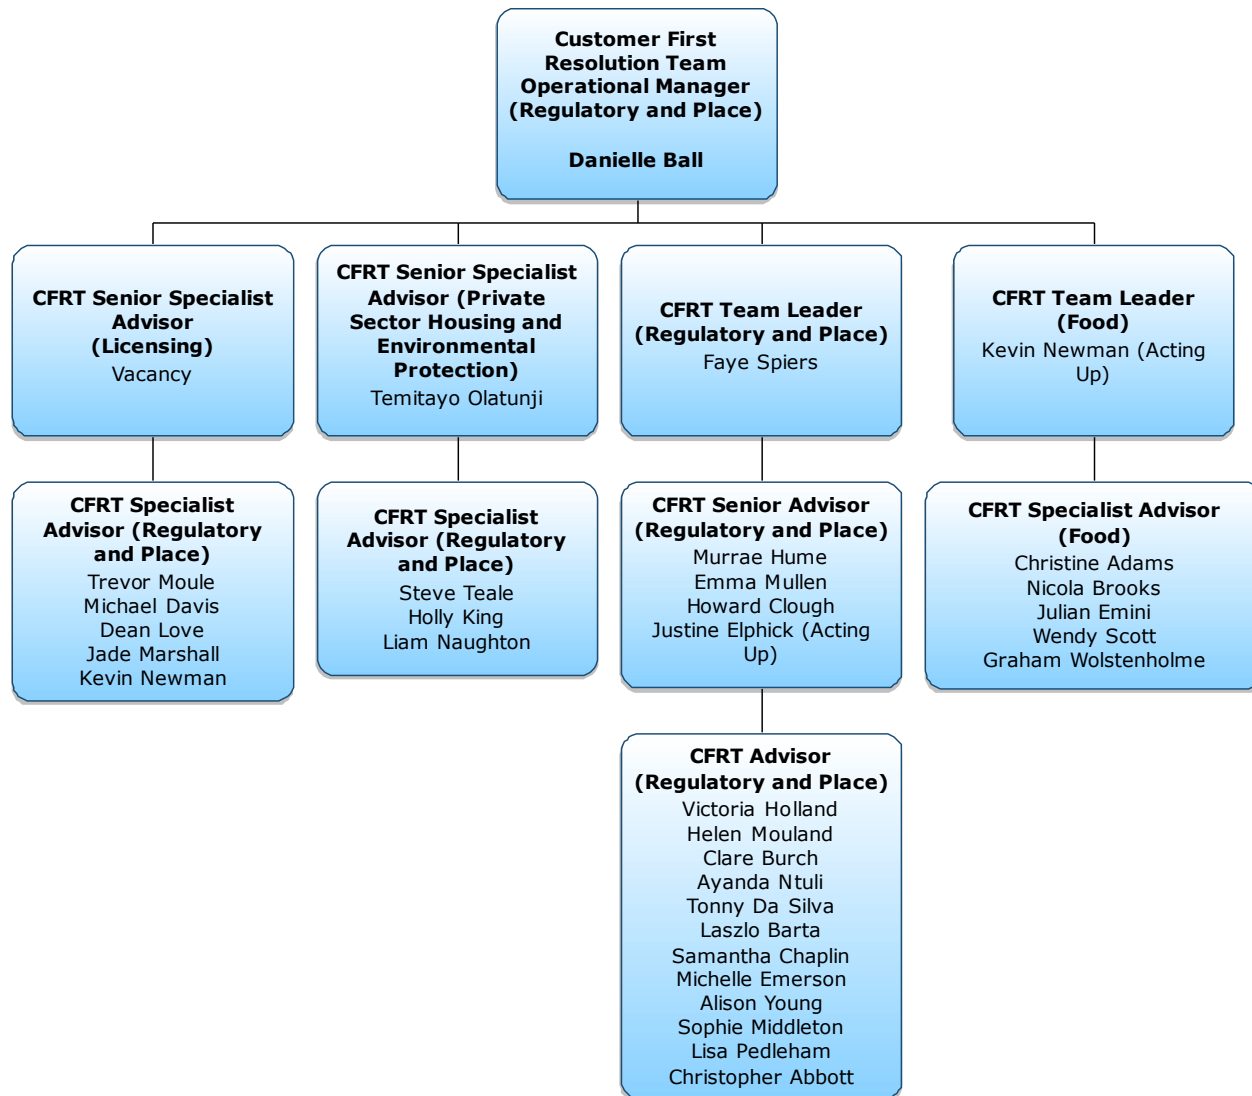 Customer First
Resolution Team
Operational Manager
(Regulatory and Place)
Danielle Ball
CFRT Senior Specialist
Advisor
(Licensing)
Vacancy
CFRT Senior Specialist
Advisor (Private
Sector Housing and
Environmental
Protection)
Temitayo Olatunji
CFRT Team Leader
(Regulatory and Place)
Faye Spiers
CFRT Team Leader
(Food)
Kevin Newman (Acting
Up)
CFRT Specialist
Advisor (Regulatory
and Place)
Trevor Moule
Michael Davis
Dean Love
Jade Marshall
Kevin Newman
CFRT Specialist
Advisor (Regulatory
and Place)
Steve Teale
Holly King
Liam Naughton
CFRT Senior Advisor
(Regulatory and Place)
Murrae Hume
Emma Mullen
Howard Clough
Justine Elphick (Acting
Up)
CFRT Specialist Advisor
(Food)
Christine Adams
Nicola Brooks
Julian Emini
Wendy Scott
Graham Wolstenholme
CFRT Advisor
(Regulatory and Place)
Victoria Holland
Helen Mouland
Clare Burch
Ayanda Ntuli
Tonny Da Silva
Laszlo Barta
Samantha Chaplin
Michelle Emerson
Alison Young
Sophie Middleton
Lisa Pedleham
Christopher Abbott